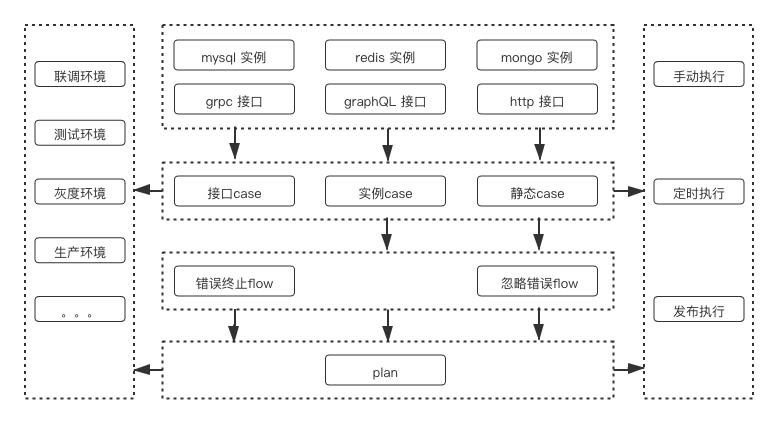 联调环境
测试环境
灰度环境
生产环境
。。。
mysql 实例
redis 实例
mongo 实例
grpc 接口
graphQL 接口
http 接口
接口case
实例case
静态case
错误终止flow
忽略错误flow
plan
手动执行
定时执行
发布执行